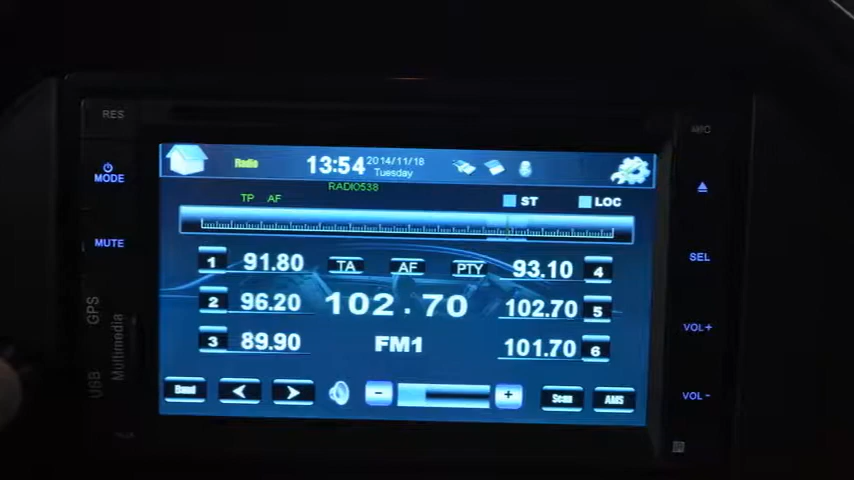 RES
MIC
MODE
MUTE
GPS
Multimedia
USB
SEL
VOL+
VOL-
Radio
13:54
2014/11/18
Tuesday
TP AF
RADIO538
ST
LOC
1 91.80 TA AF PTY 93.10 4
2 96.20 102.70 102.70 5
3 89.90 FM1 101.70 6
Band < > - + Scan AMS